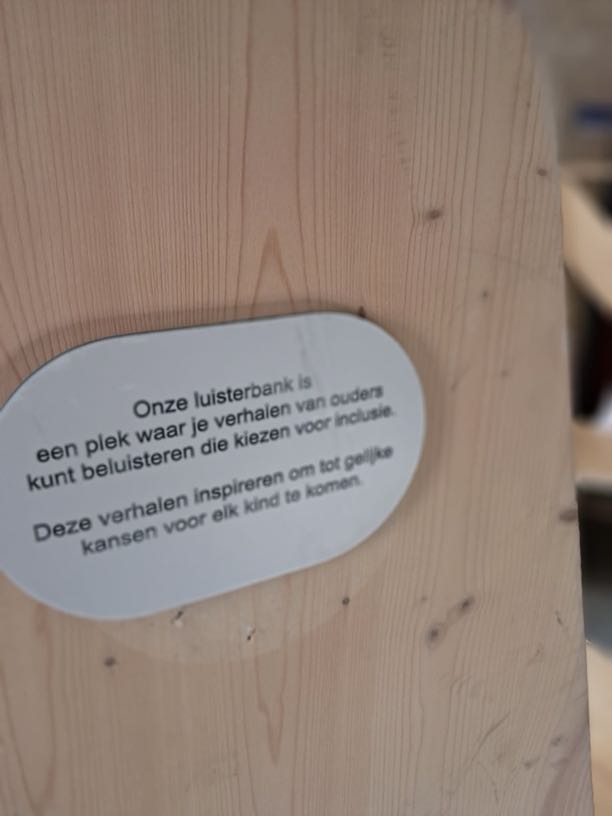 Onze luisterbank is
een plek waar je verhalen van ouders
kunt beluisteren die kiezen voor inclusie.
Deze verhalen inspireren om tot gelijke
kansen voor elk kind te komen.